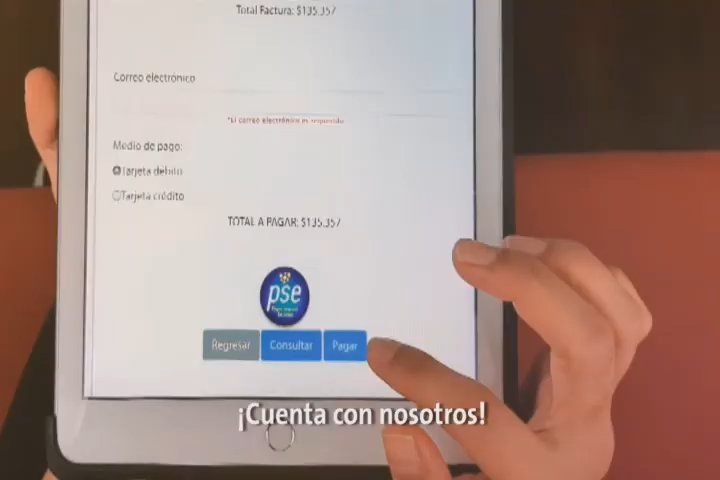 Total Factura: $135.357
Correo electrónico
*El correo electrónico es requerido
Medio de pago:
Tarjeta débito
Tarjeta crédito
TOTAL A PAGAR: $135.357
pse
Regresar Consultar Pagar
¡Cuenta con nosotros!